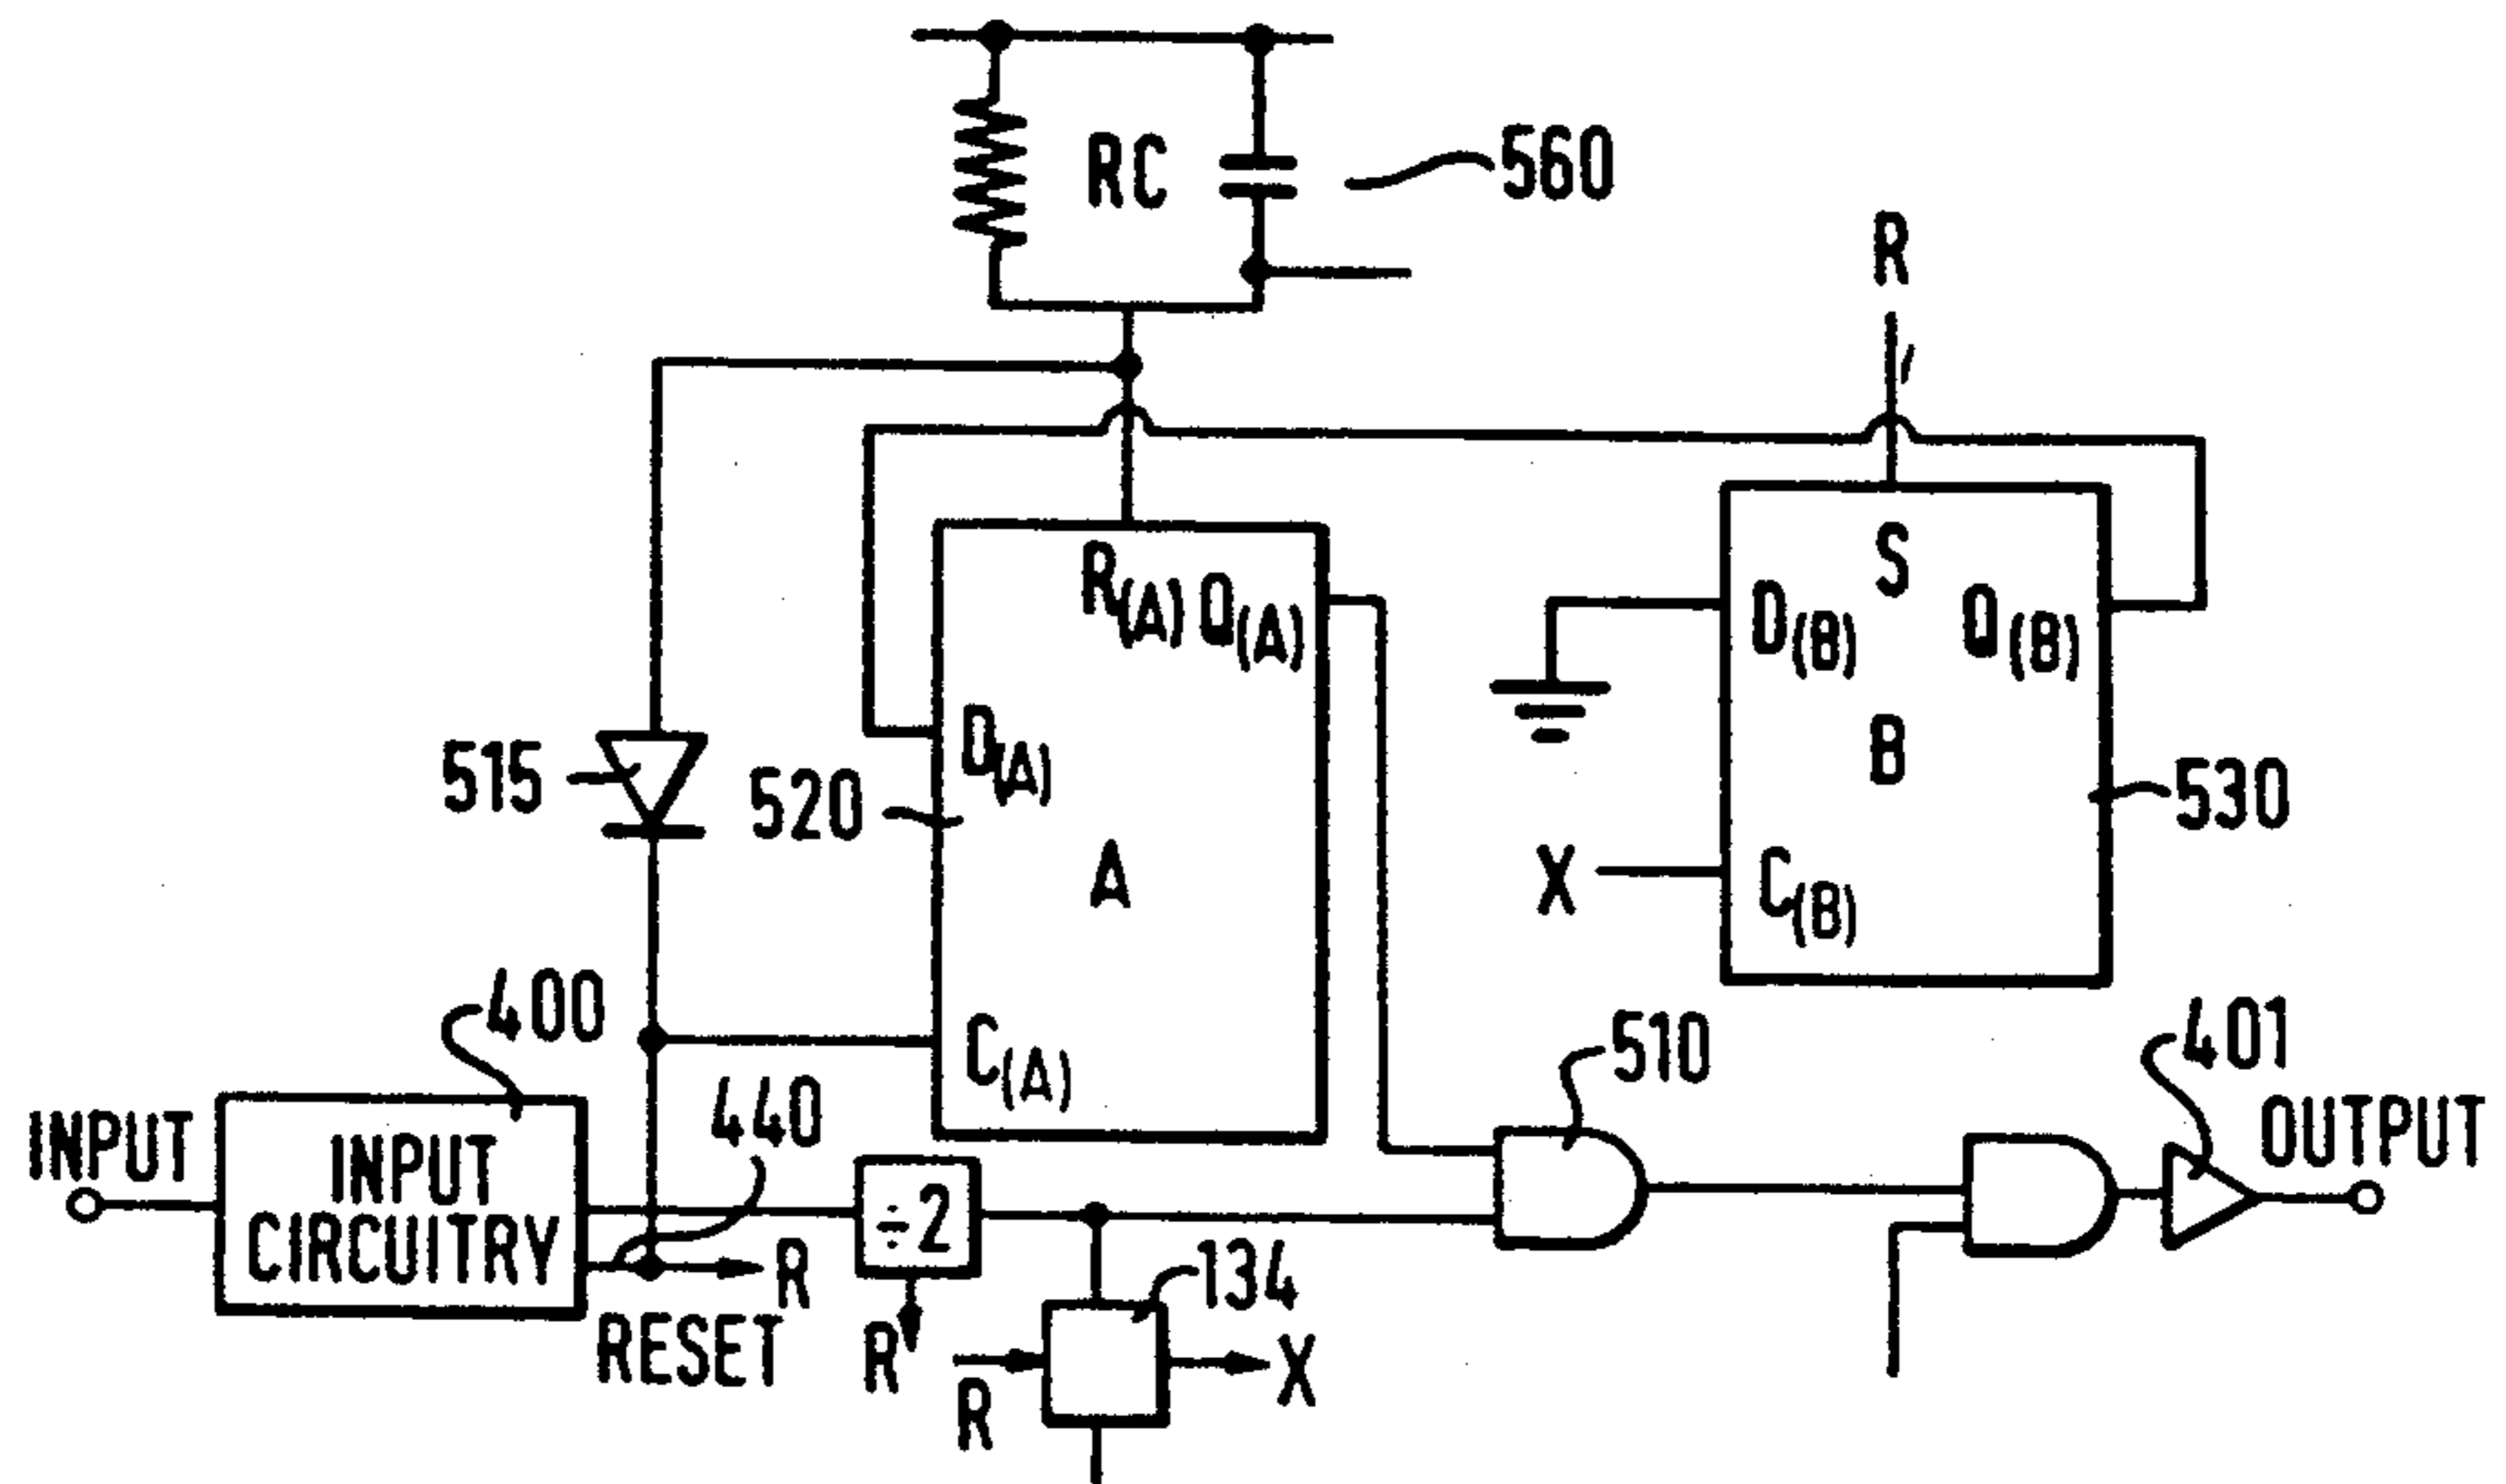 RC
560
R
R(A)
Q(A)
S
D(B)
Q(B)
D(A)
B
515
520
530
A
X
C(B)
400
C(A)
510
401
440
INPUT
INPUT
CIRCUITRY
OUTPUT
÷2
R
RESET
134
R
R
X